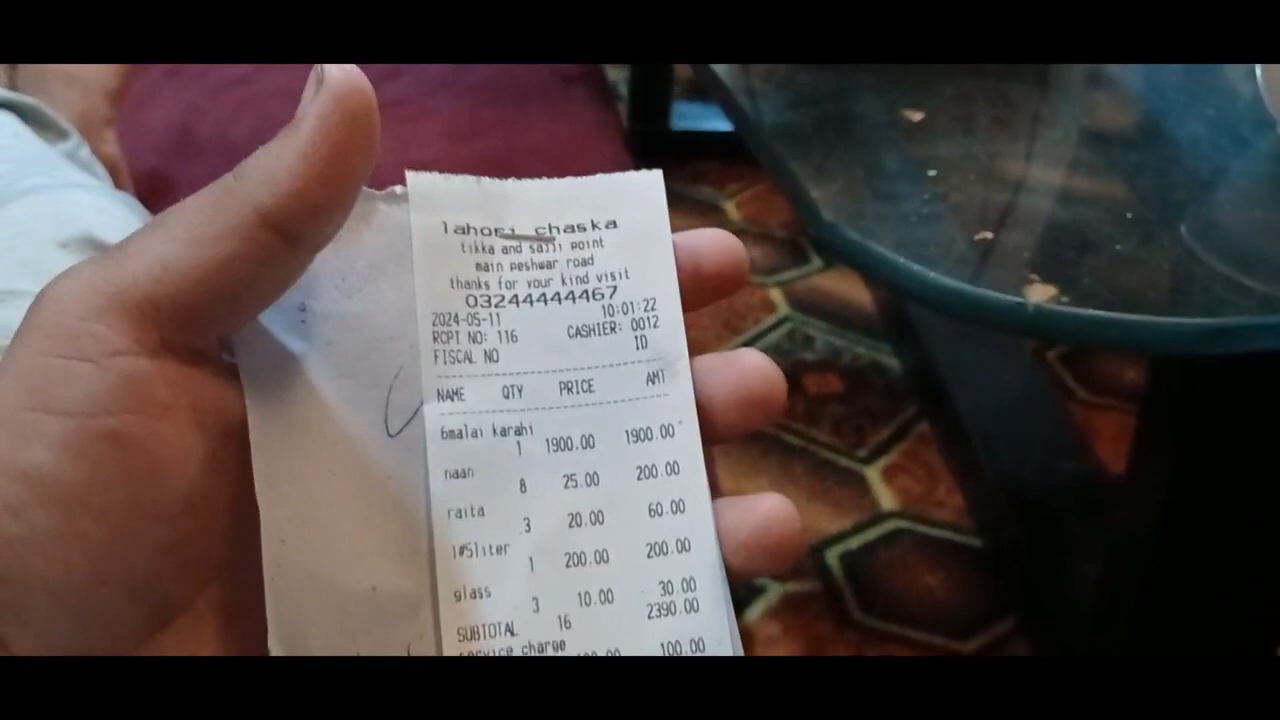 lahori chaska
tikka and sajji point
main peshwar road
thanks for your kind visit
03244444467
2024-05-11 10:01:22
RCPT NO: 116 CASHIER: 0012
FISCAL NO ID
NAME QTY PRICE AMT
6malai karahi
1 1900.00 1900.00
naan
8 25.00 200.00
raita
3 20.00 60.00
1#5liter
1 200.00 200.00
glass
3 10.00 30.00
SUBTOTAL 16 2390.00
service charge
100.00